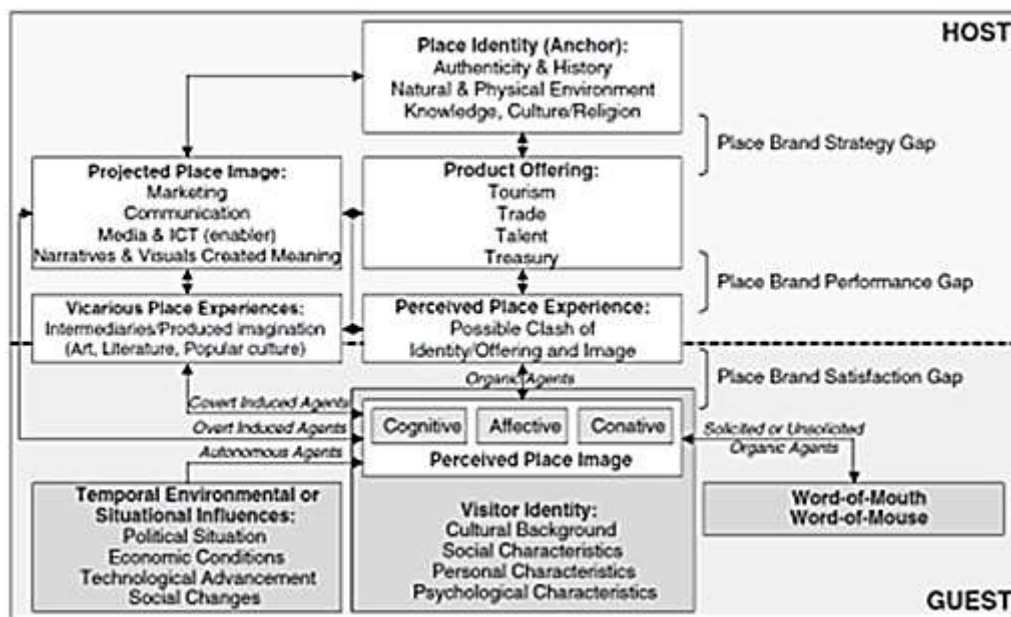 HOST
Place Identity (Anchor):
Authenticity & History
Natural & Physical Environment
Knowledge, Culture/Religion
Place Brand Strategy Gap
Projected Place Image:
Marketing
Communication
Media & ICT (enabler)
Narratives & Visuals Created Meaning
Product Offering:
Tourism
Trade
Talent
Treasury
Place Brand Performance Gap
Vicarious Place Experiences:
Intermediaries/Produced imagination
(Art, Literature, Popular culture)
Perceived Place Experience:
Possible Clash of
Identity/Offering and Image
Place Brand Satisfaction Gap
Organic Agents
Covert Induced Agents
Overt Induced Agents
Autonomous Agents
Cognitive
Affective
Conative
Perceived Place Image
Solicited or Unsolicited
Organic Agents
Temporal Environmental or
Situational Influences:
Political Situation
Economic Conditions
Technological Advancement
Social Changes
Visitor Identity:
Cultural Background
Social Characteristics
Personal Characteristics
Psychological Characteristics
Word-of-Mouth
Word-of-Mouse
GUEST